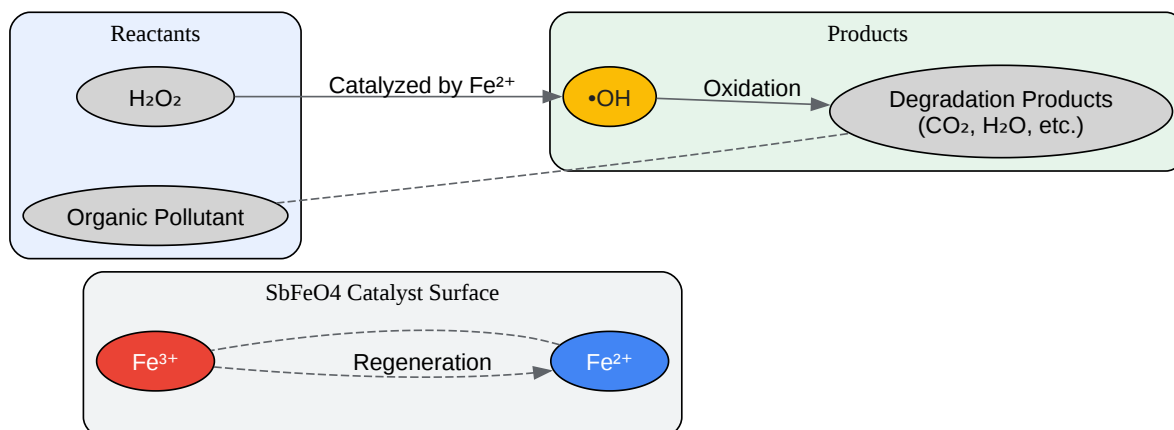 Reactants
Products
H₂O₂
Catalyzed by Fe²⁺
•OH
Oxidation
Degradation Products
(CO₂, H₂O, etc.)
Organic Pollutant
SbFeO4 Catalyst Surface
Fe³⁺
Regeneration
Fe²⁺